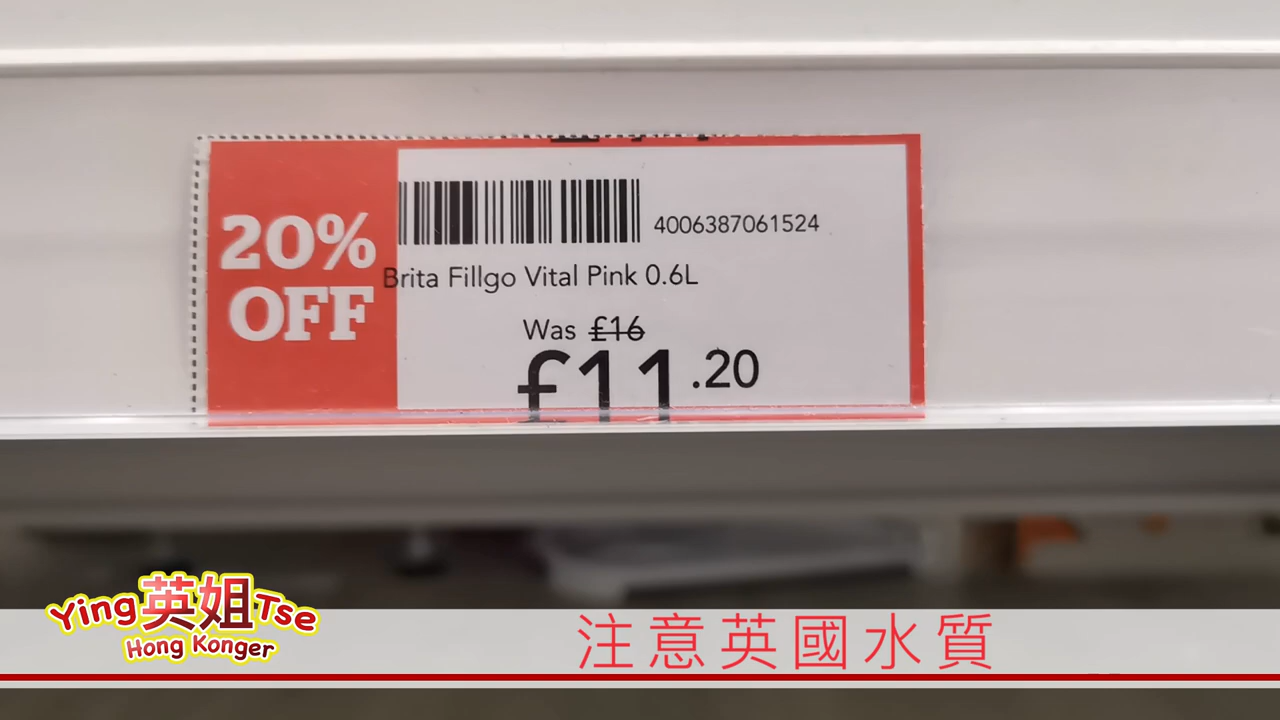 20%
OFF
4006387061524
Brita Fillgo Vital Pink 0.6L
Was £16
£11.20
Ying英姐Tse
Hong Konger
注意英國水質